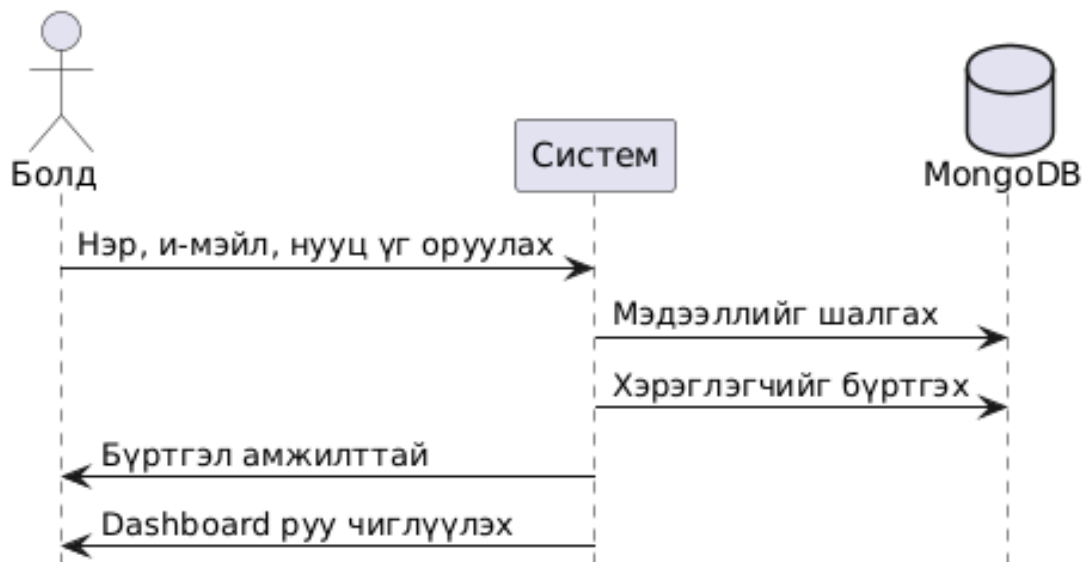 Болд
Систем
MongoDB
Нэр, и-мэйл, нууц үг оруулах
Мэдээллийг шалгах
Хэрэглэгчийг бүртгэх
Бүртгэл амжилттай
Dashboard руу чиглүүлэх